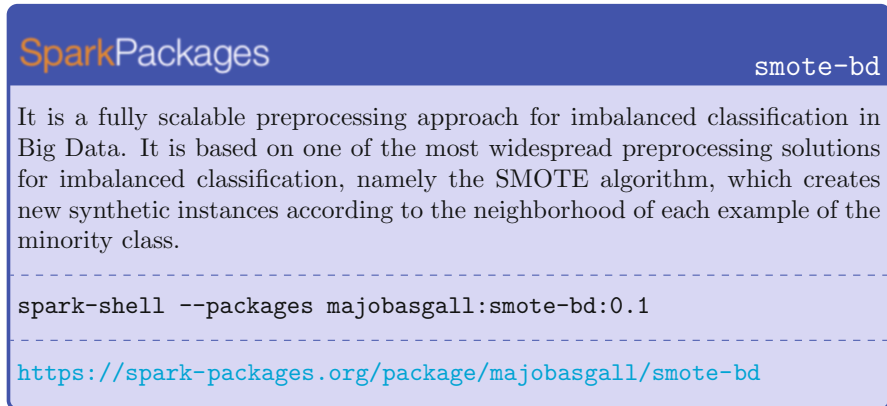 SparkPackages
smote-bd
It is a fully scalable preprocessing approach for imbalanced classification in
Big Data. It is based on one of the most widespread preprocessing solutions
for imbalanced classification, namely the SMOTE algorithm, which creates
new synthetic instances according to the neighborhood of each example of the
minority class.
spark-shell --packages majobasgall:smote-bd:0.1
https://spark-packages.org/package/majobasgall/smote-bd